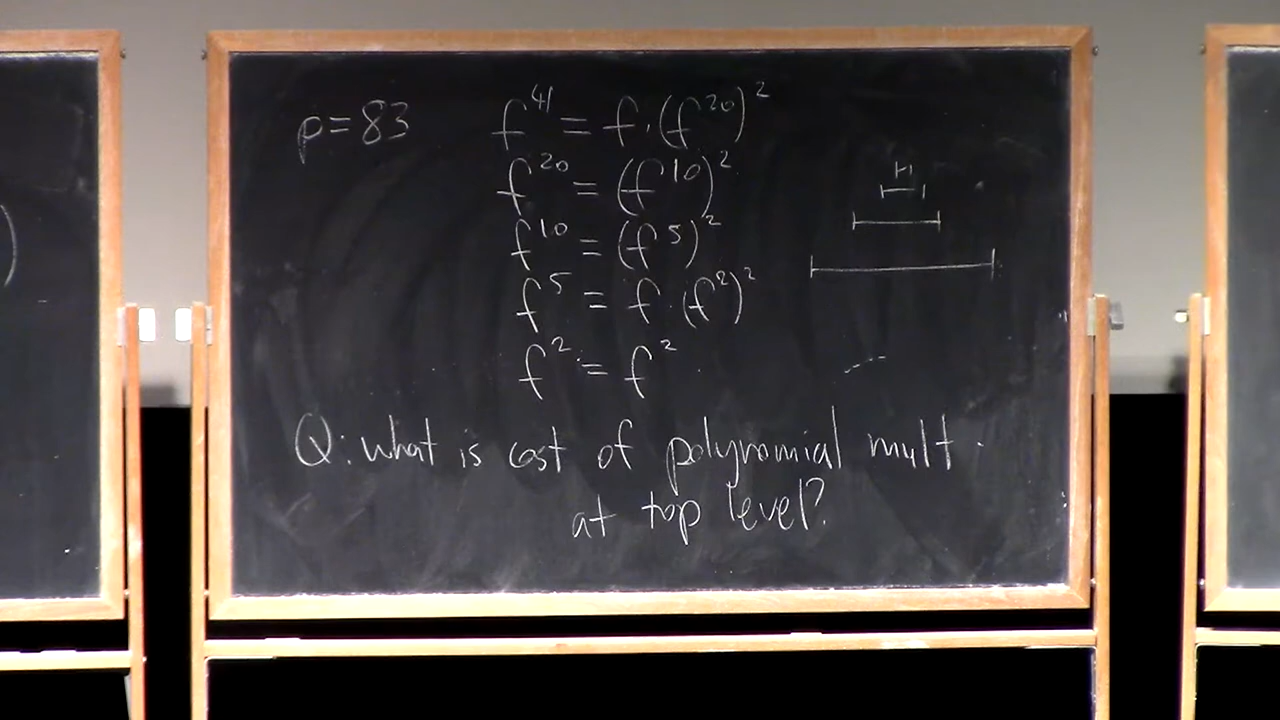 p=83
f^41 = f·(f^20)^2
f^20 = (f^10)^2
f^10 = (f^5)^2
f^5 = f·(f^2)^2
f^2 = f^2
Q: what is cost of polynomial mult.
at top level?